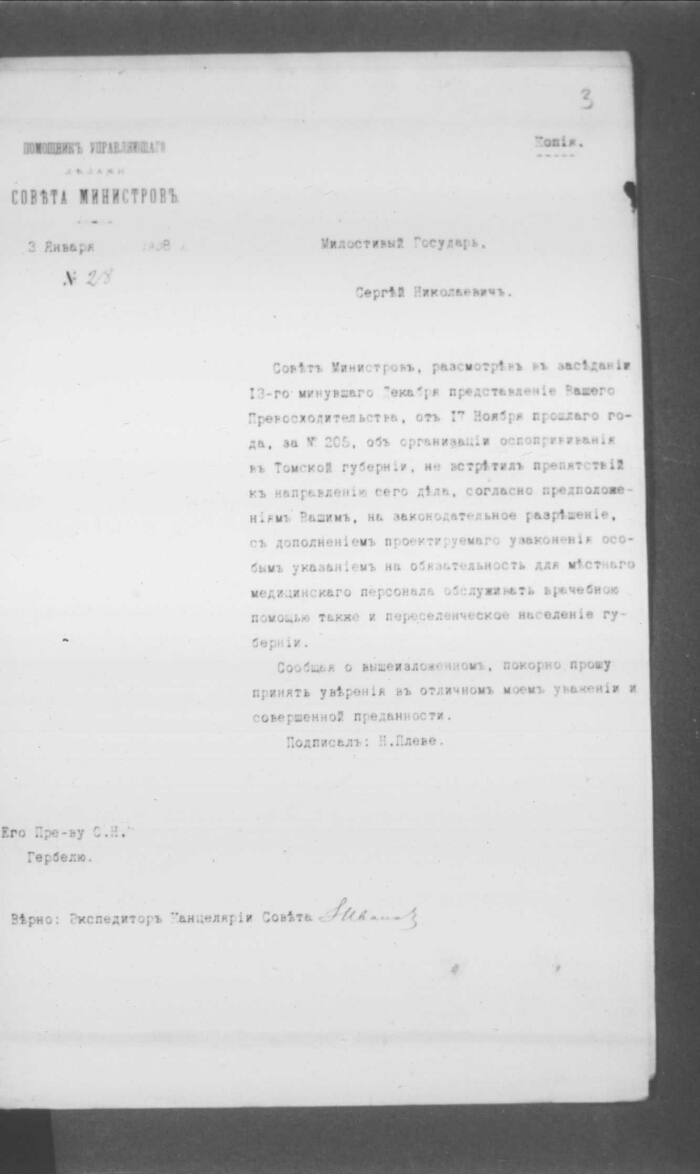 3
Копія.
ПОМОЩНИКЪ УПРАВЛЯЮЩАГО
ДѢЛАМИ
СОВѢТА МИНИСТРОВЪ
3 Января 1908
№ 28
Милостивый Государь,
Сергѣй Николаевичъ.
Совѣтъ Министровъ, разсмотрѣвъ въ засѣданіи
13-го минувшаго Декабря представленіе Вашего
Превосходительства, отъ 17 Ноября прошлаго го-
да, за № 205, объ организаціи оспопрививанія
въ Томской губерніи, не встрѣтилъ препятствій
къ направленію сего дѣла, согласно предположе-
ніямъ Вашимъ, на законодательное разрѣшеніе,
съ дополненіемъ проектируемаго узаконенія осо-
бымъ указаніемъ на обязательность для мѣстнаго
медицинскаго персонала обслуживать врачебною
помощью также и переселенческое населеніе гу-
берніи.
Сообщая о вышеизложенномъ, покорно прошу
принять увѣренія въ отличномъ моемъ уваженіи и
совершенной преданности.
Подписалъ: Н.Плеве.
Его Пре-ву С.Н.
Гербелю.
Вѣрно: Экспедиторъ Канцеляріи Совѣта Иванов